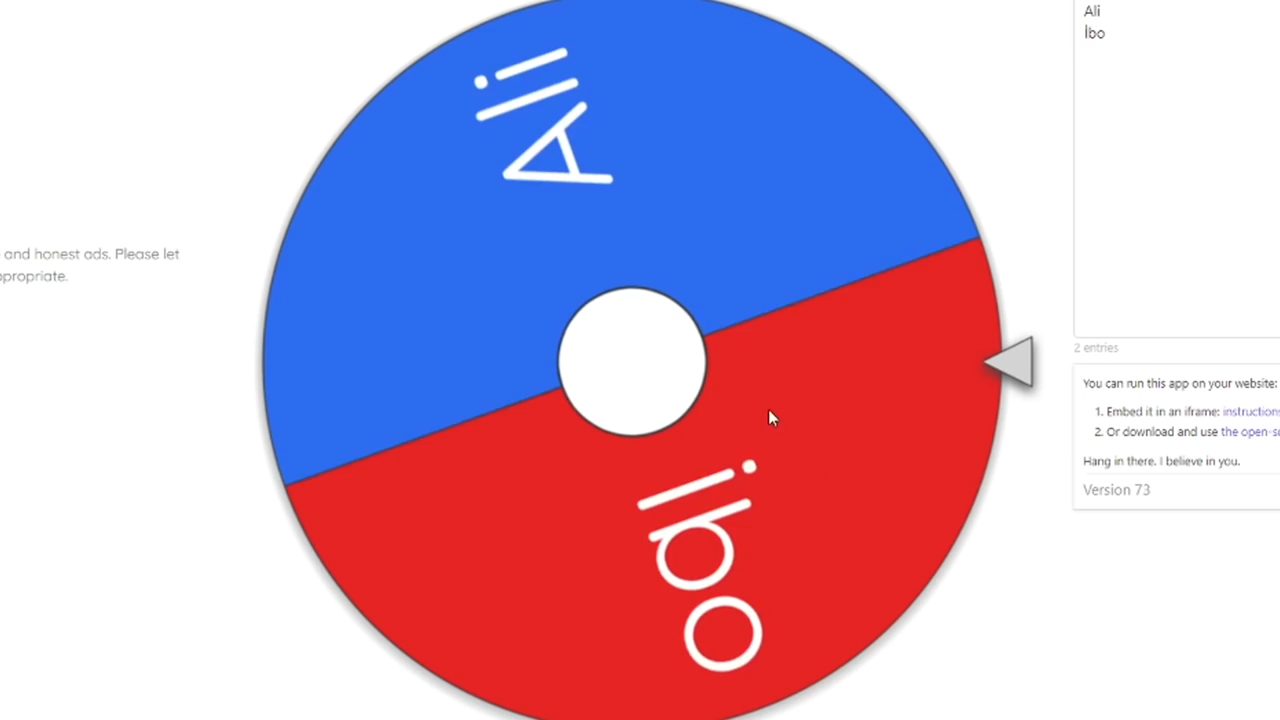 Ali
İbo
Ali
İbo
and honest ads. Please let
propriate.
2 entries
You can run this app on your website:
1. Embed it in an iframe: instructions
2. Or download and use the open-so
Hang in there. I believe in you.
Version 73